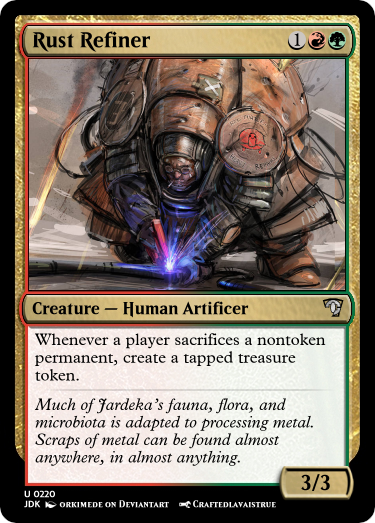 Rust Refiner 1
Creature — Human Artificer
Whenever a player sacrifices a nontoken
permanent, create a tapped treasure
token.
Much of Jardeka's fauna, flora, and
microbiota is adapted to processing metal.
Scraps of metal can be found almost
anywhere, in almost anything.
3/3
U 0220
JDK orkimede on Deviantart Craftedlavaistrue